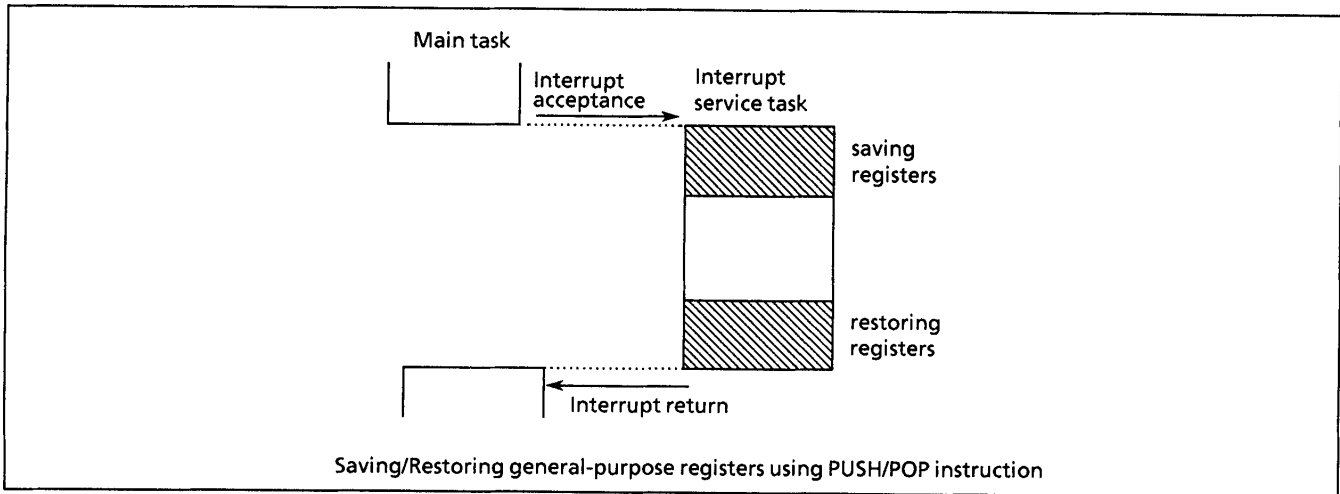 Main task
Interrupt
acceptance
Interrupt
service task
saving
registers
restoring
registers
Interrupt return
Saving/Restoring general-purpose registers using PUSH/POP instruction